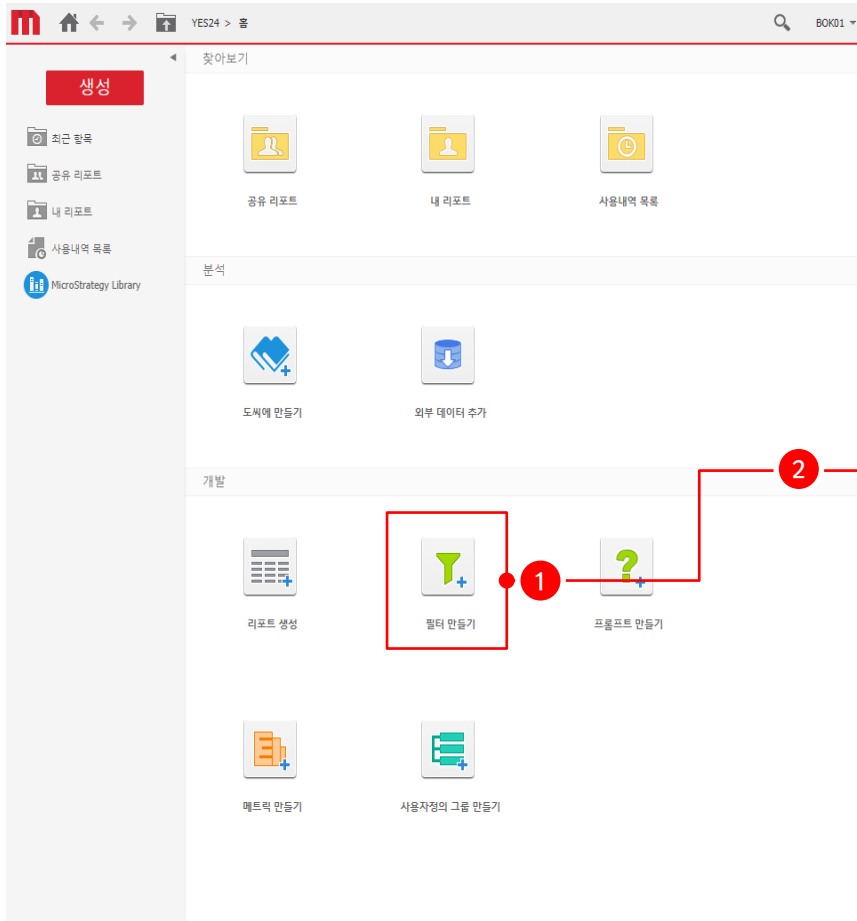 YES24 > 홈
BOK01
생성
최근 항목
공유 리포트
내 리포트
사용내역 목록
MicroStrategy Library
찾아보기
공유 리포트
내 리포트
사용내역 목록
분석
도씨에 만들기
외부 데이터 추가
2
개발
1
리포트 생성
필터 만들기
프롬프트 만들기
메트릭 만들기
사용자정의 그룹 만들기